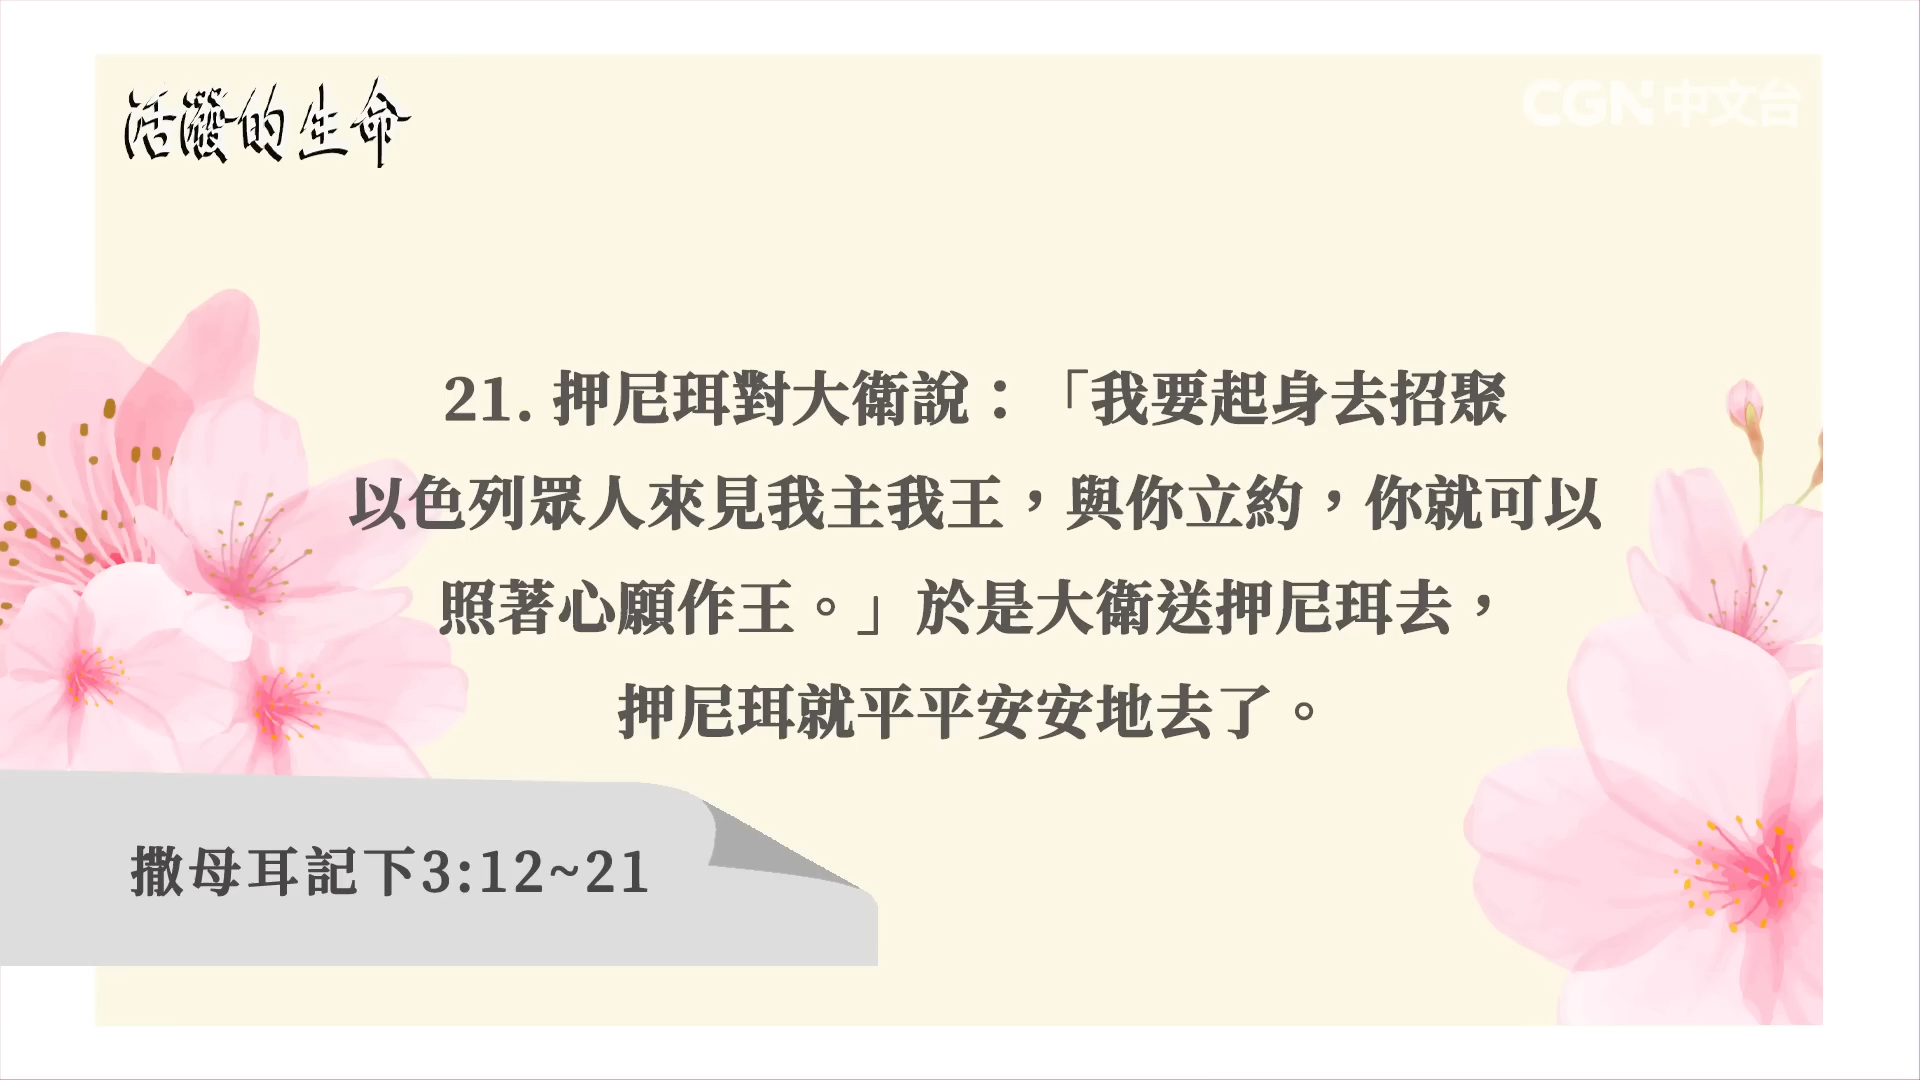 活潑的生命
CGN中文台
21. 押尼珥對大衛說：「我要起身去招聚
以色列眾人來見我主我王，與你立約，你就可以
照著心願作王。」於是大衛送押尼珥去，
押尼珥就平平安安地去了。
撒母耳記下3:12~21